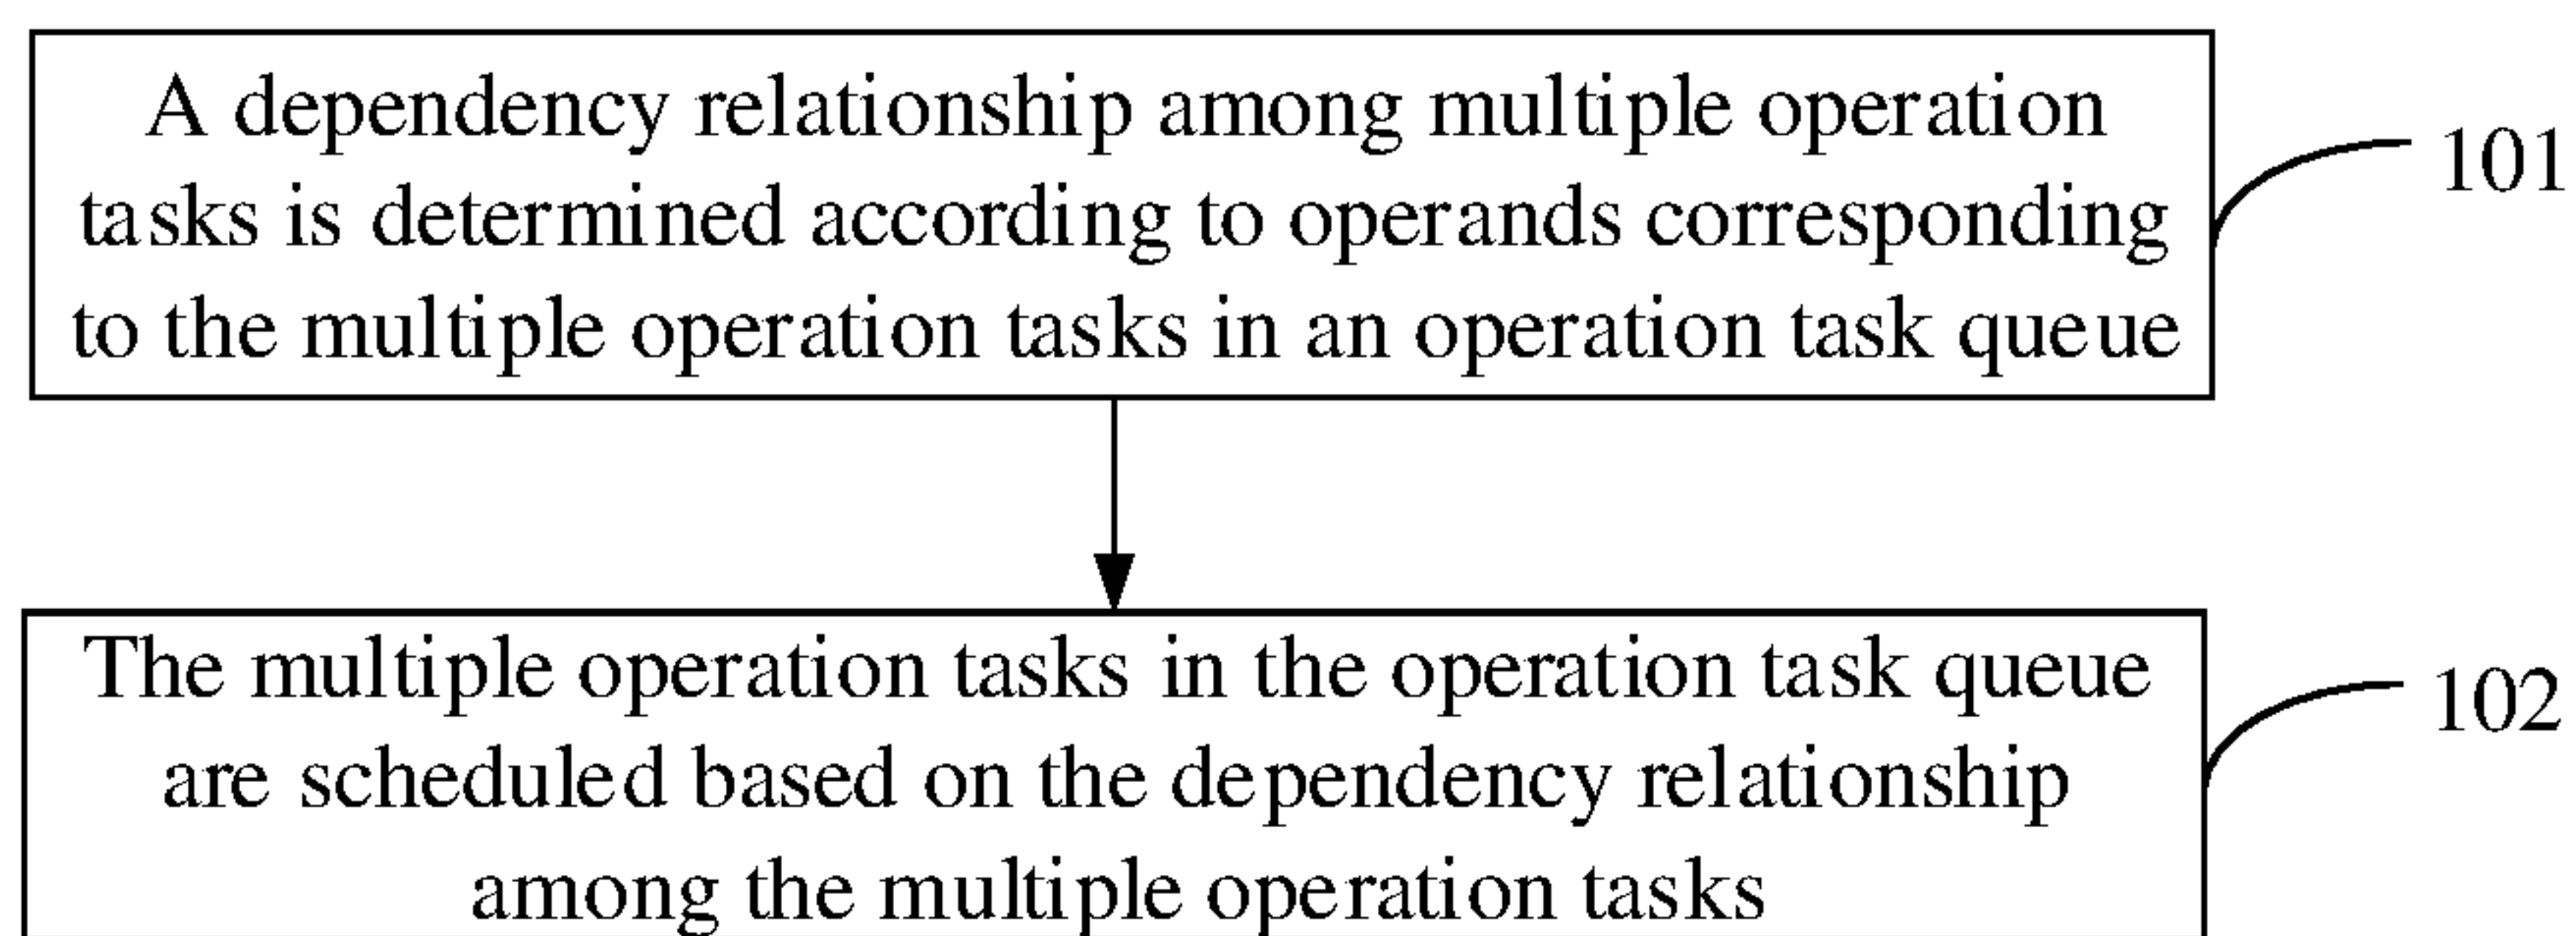 A dependency relationship among multiple operation
tasks is determined according to operands corresponding
to the multiple operation tasks in an operation task queue
101
The multiple operation tasks in the operation task queue
are scheduled based on the dependency relationship
among the multiple operation tasks
102